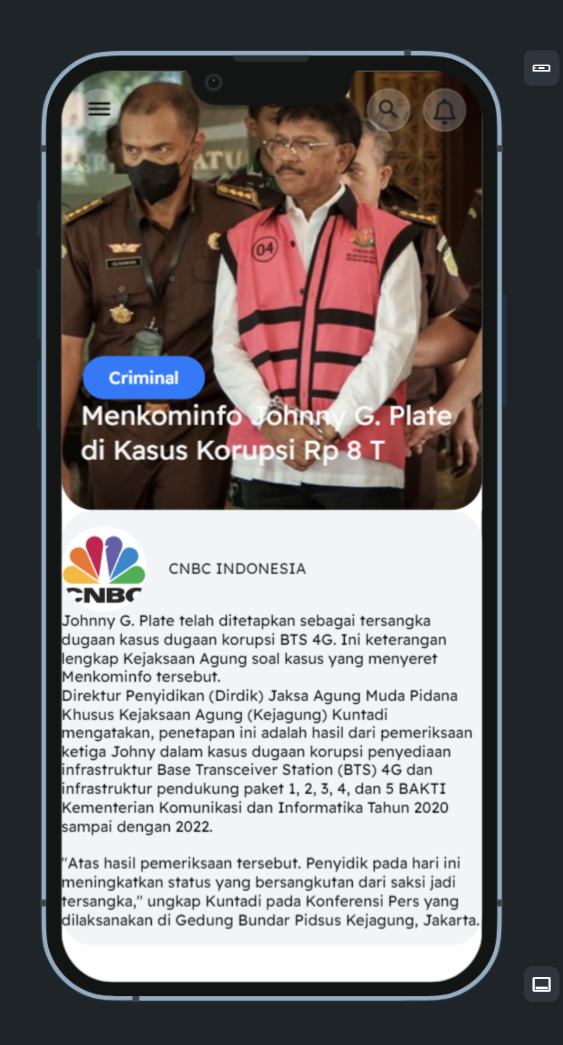 RI
ATU
GUNAWAN
04
Criminal
Menkominfo Johnny G. Plate
di Kasus Korupsi Rp 8 T
CNBC
CNBC INDONESIA
Johnny G. Plate telah ditetapkan sebagai tersangka
dugaan kasus dugaan korupsi BTS 4G. Ini keterangan
lengkap Kejaksaan Agung soal kasus yang menyeret
Menkominfo tersebut.
Direktur Penyidikan (Dirdik) Jaksa Agung Muda Pidana
Khusus Kejaksaan Agung (Kejagung) Kuntadi
mengatakan, penetapan ini adalah hasil dari pemeriksaan
ketiga Johny dalam kasus dugaan korupsi penyediaan
infrastruktur Base Transceiver Station (BTS) 4G dan
infrastruktur pendukung paket 1, 2, 3, 4, dan 5 BAKTI
Kementerian Komunikasi dan Informatika Tahun 2020
sampai dengan 2022.
"Atas hasil pemeriksaan tersebut. Penyidik pada hari ini
meningkatkan status yang bersangkutan dari saksi jadi
tersangka," ungkap Kuntadi pada Konferensi Pers yang
dilaksanakan di Gedung Bundar Pidsus Kejagung, Jakarta.